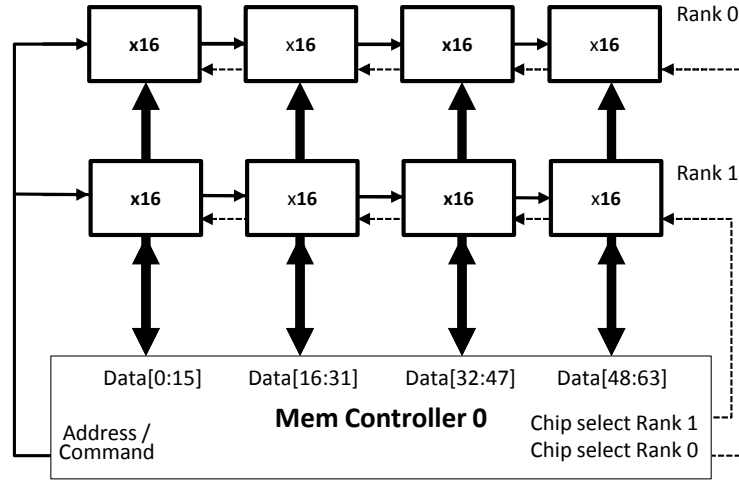 Rank 0
x16 x16 x16 x16
Rank 1
x16 x16 x16 x16
Data[0:15] Data[16:31] Data[32:47] Data[48:63]
Mem Controller 0
Address /
Command
Chip select Rank 1
Chip select Rank 0